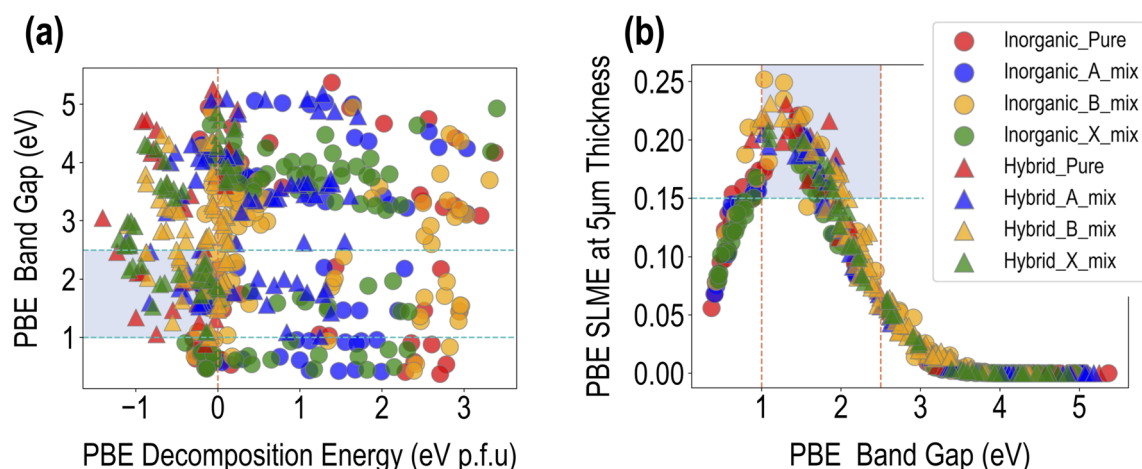 (a)
PBE Band Gap (eV)
5
4
3
2
1
−1
0
1
2
3
PBE Decomposition Energy (eV p.f.u)
(b)
PBE SLME at 5μm Thickness
0.25
0.20
0.15
0.10
0.05
0.00
1
2
3
4
5
PBE Band Gap (eV)
Inorganic_Pure
Inorganic_A_mix
Inorganic_B_mix
Inorganic_X_mix
Hybrid_Pure
Hybrid_A_mix
Hybrid_B_mix
Hybrid_X_mix